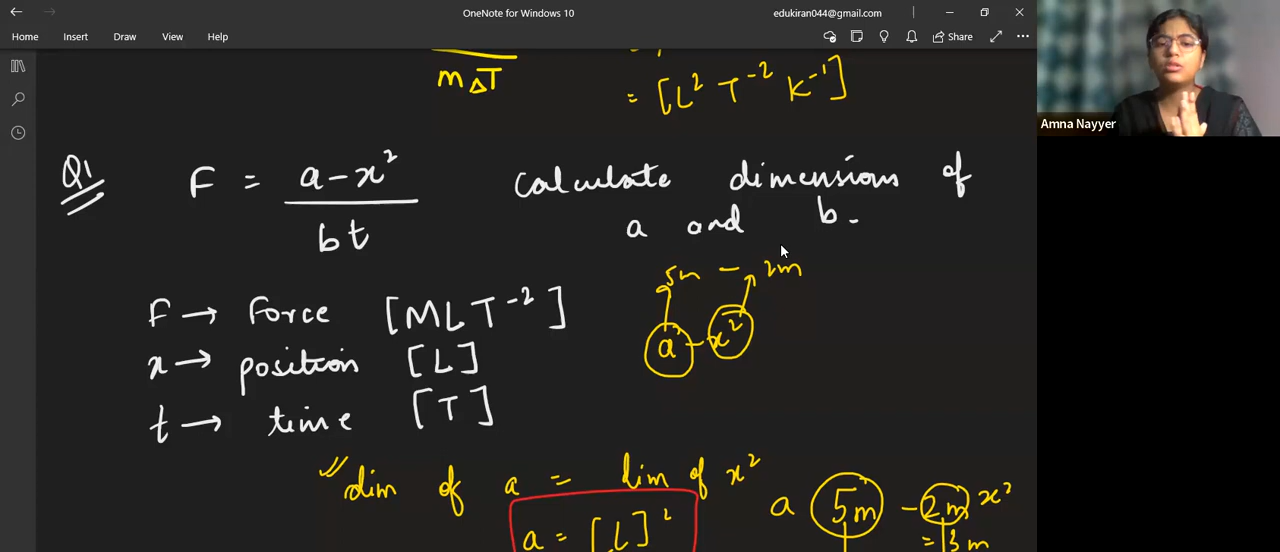 OneNote for Windows 10
edukiran044@gmail.com
Home Insert Draw View Help
Share
Amna Nayyer
m∆T
= [L² T⁻² K⁻¹]
Q1 F = a-x² / bt calculate dimensions of
a and b.
5m - 2m
a - x²
F → Force [MLT⁻²]
x → position [L]
t → time [T]
dim of a = dim of x²
a = [L]²
a 5m - 2m x²
= 3m